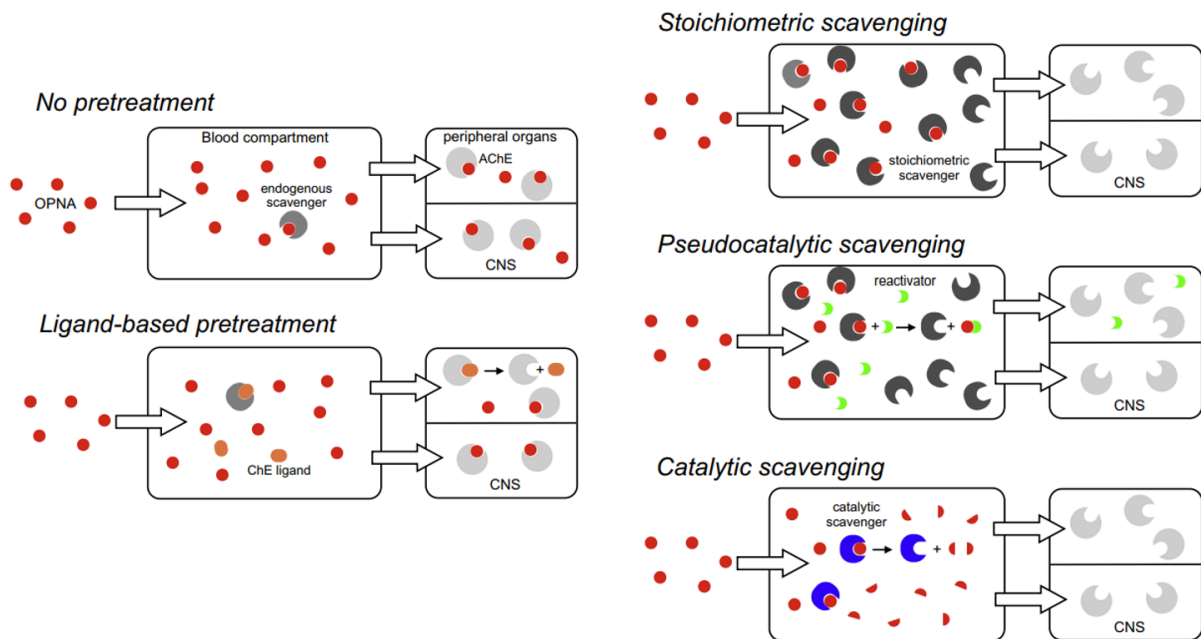 No pretreatment
Blood compartment
peripheral organs
AChE
OPNA
endogenous
scavenger
CNS
Ligand-based pretreatment
+
ChE ligand
CNS
Stoichiometric scavenging
stoichiometric
scavenger
CNS
Pseudocatalytic scavenging
reactivator
+ +
CNS
Catalytic scavenging
catalytic
scavenger
+
CNS